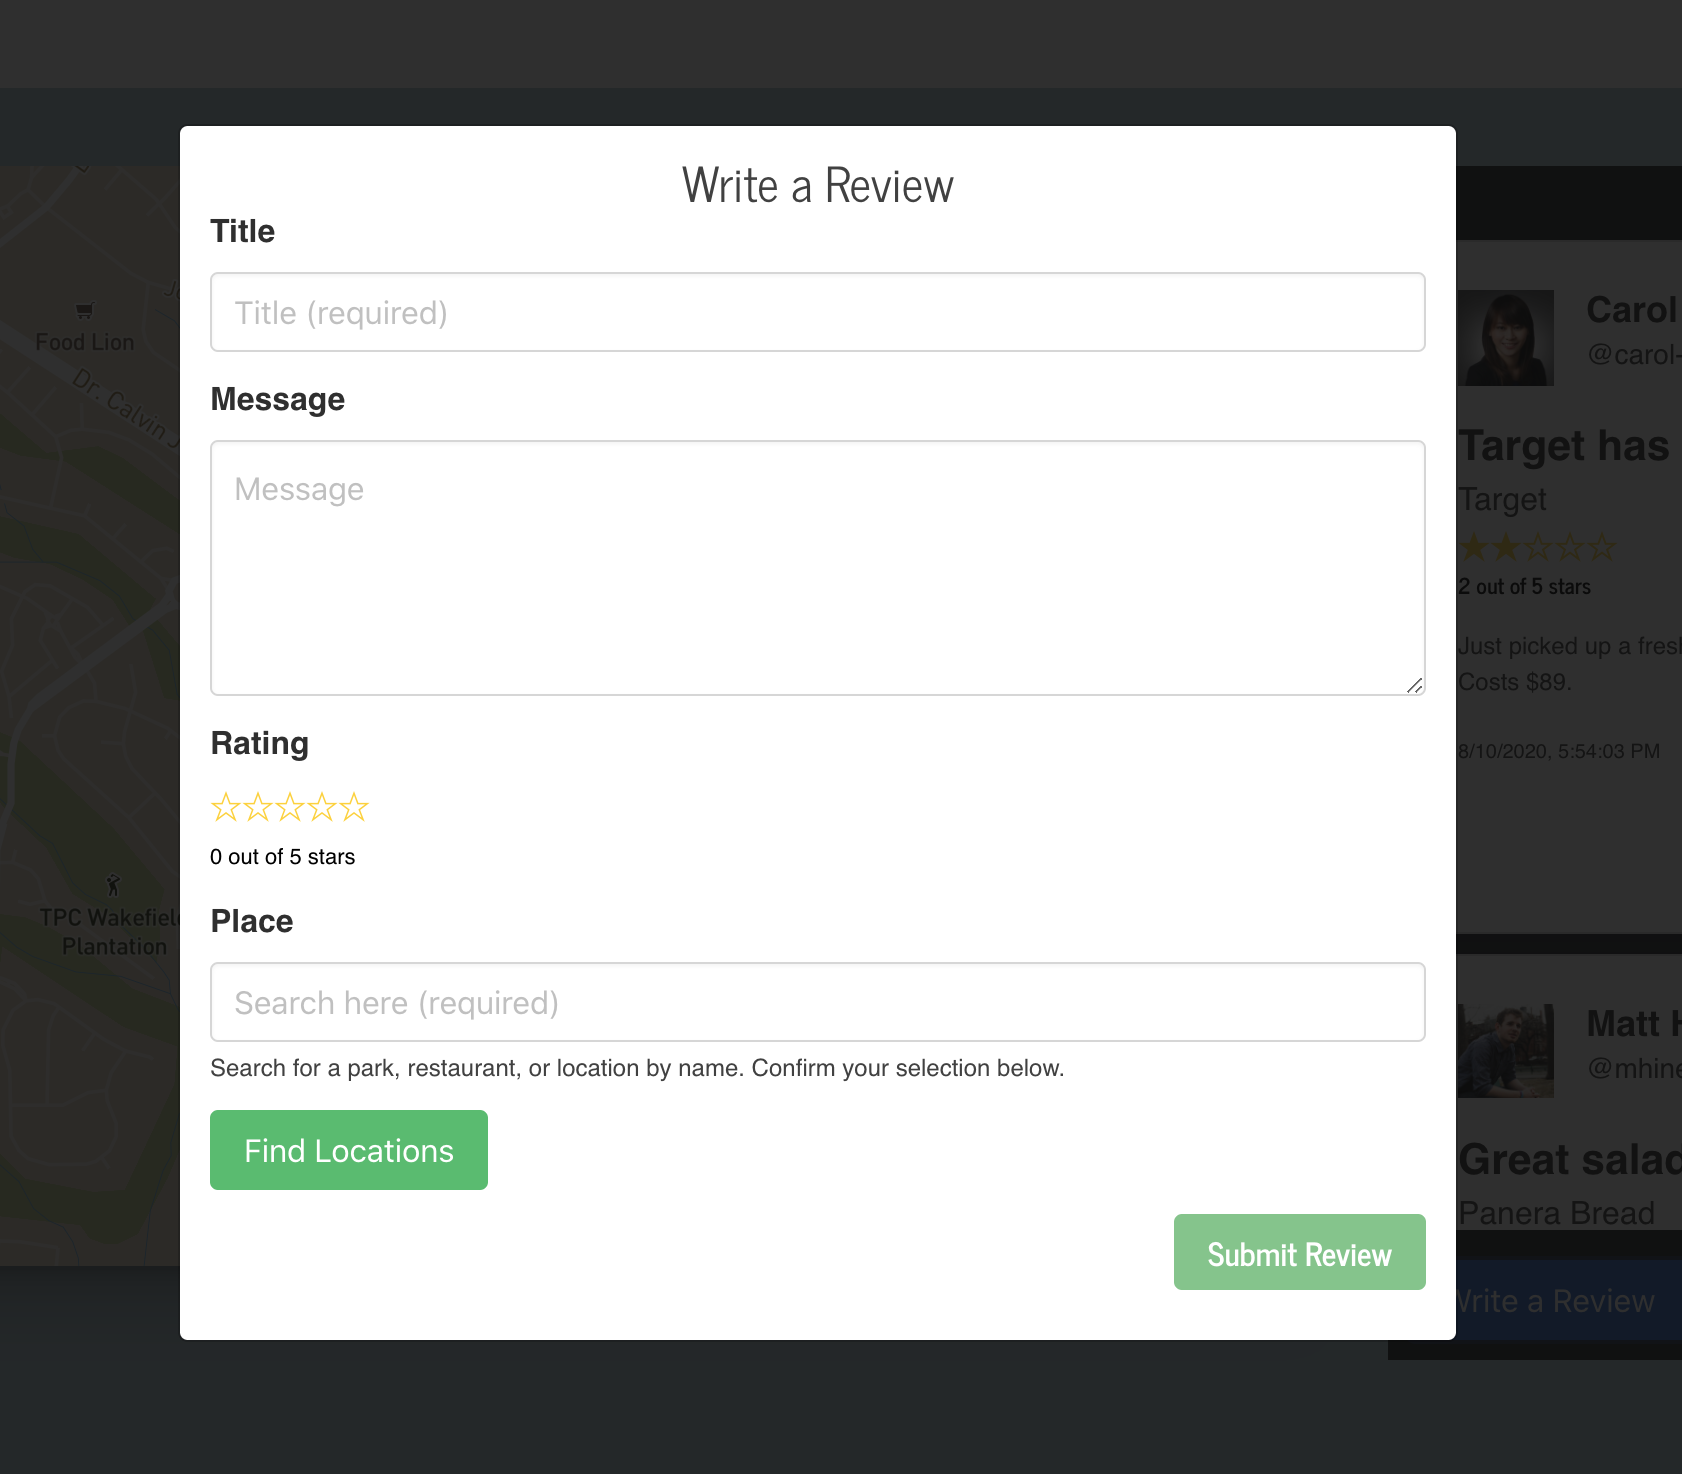 Write a Review
Title
Title (required)
Message
Message
Rating
0 out of 5 stars
Place
Search here (required)
Search for a park, restaurant, or location by name. Confirm your selection below.
Find Locations
Submit Review
Food Lion
Dr. Calvin J
TPC Wakefield
Plantation
Carol
@carol-
Target has
Target
2 out of 5 stars
Just picked up a fresh
Costs $89.
8/10/2020, 5:54:03 PM
Matt H
@mhine
Great salad
Panera Bread
Write a Review